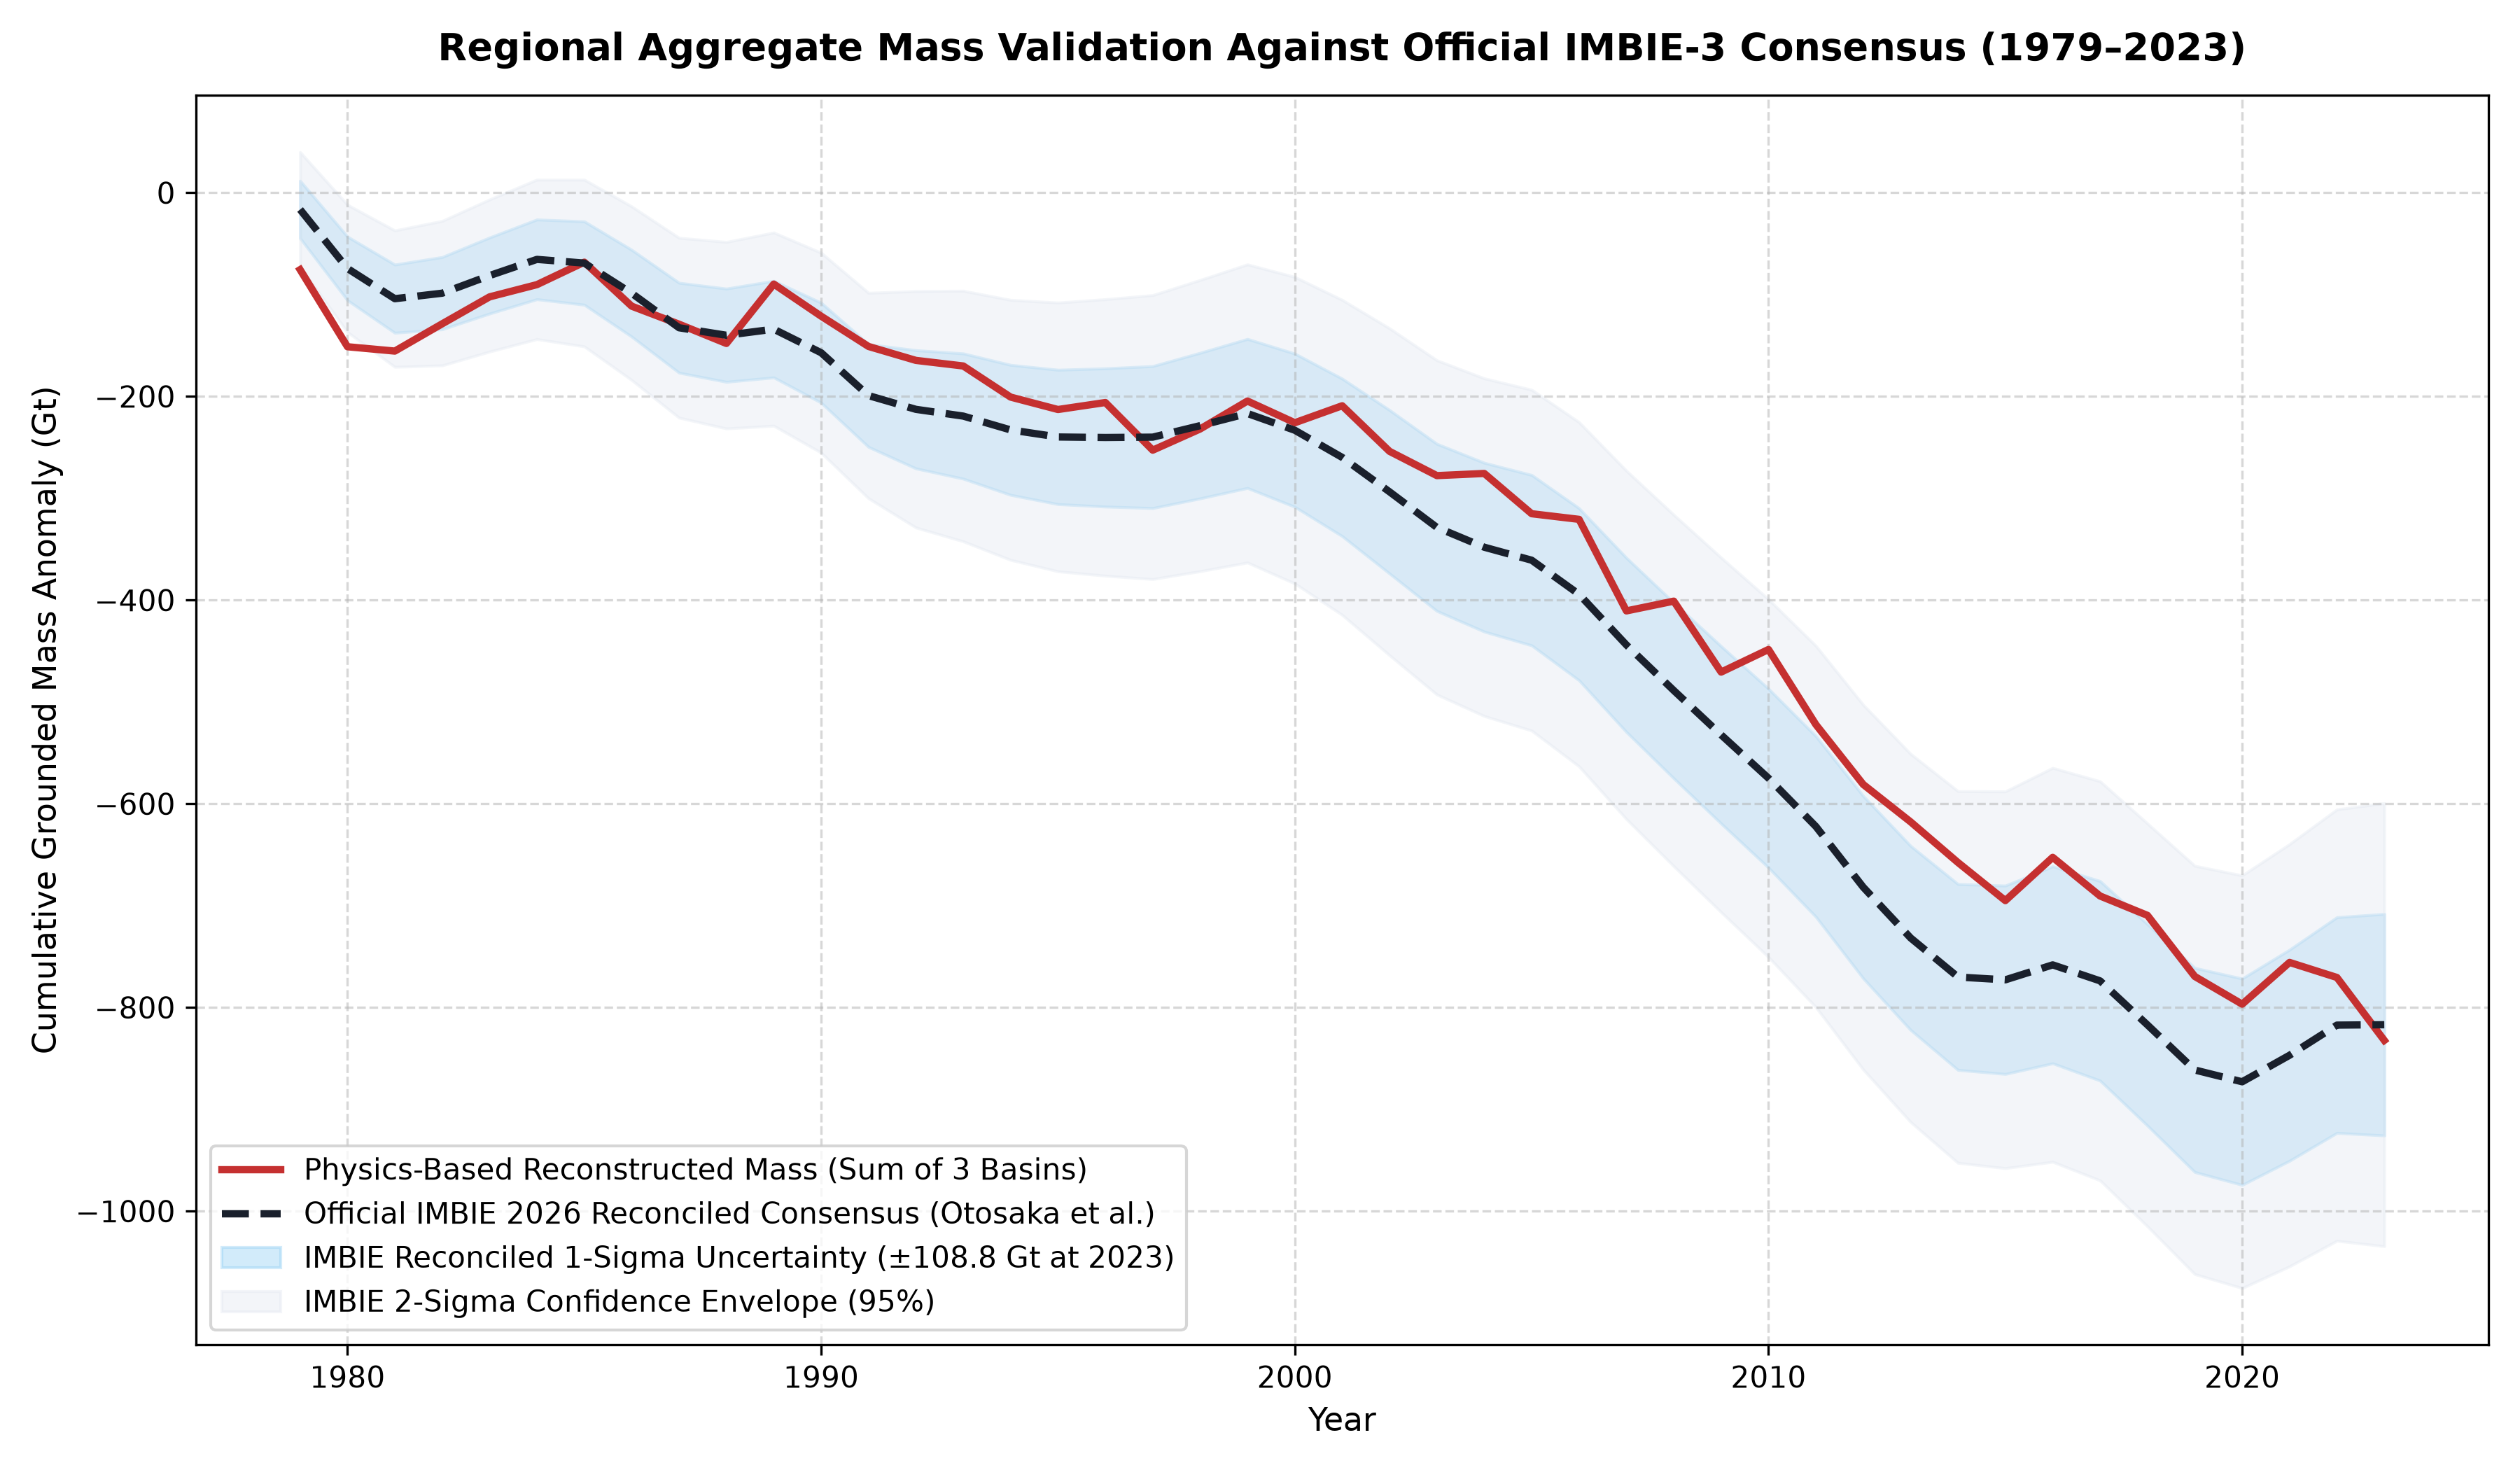 Regional Aggregate Mass Validation Against Official IMBIE-3 Consensus (1979–2023)
Cumulative Grounded Mass Anomaly (Gt)
0
−200
−400
−600
−800
−1000
Physics-Based Reconstructed Mass (Sum of 3 Basins)
Official IMBIE 2026 Reconciled Consensus (Otosaka et al.)
IMBIE Reconciled 1-Sigma Uncertainty (±108.8 Gt at 2023)
IMBIE 2-Sigma Confidence Envelope (95%)
1980
1990
2000
2010
2020
Year